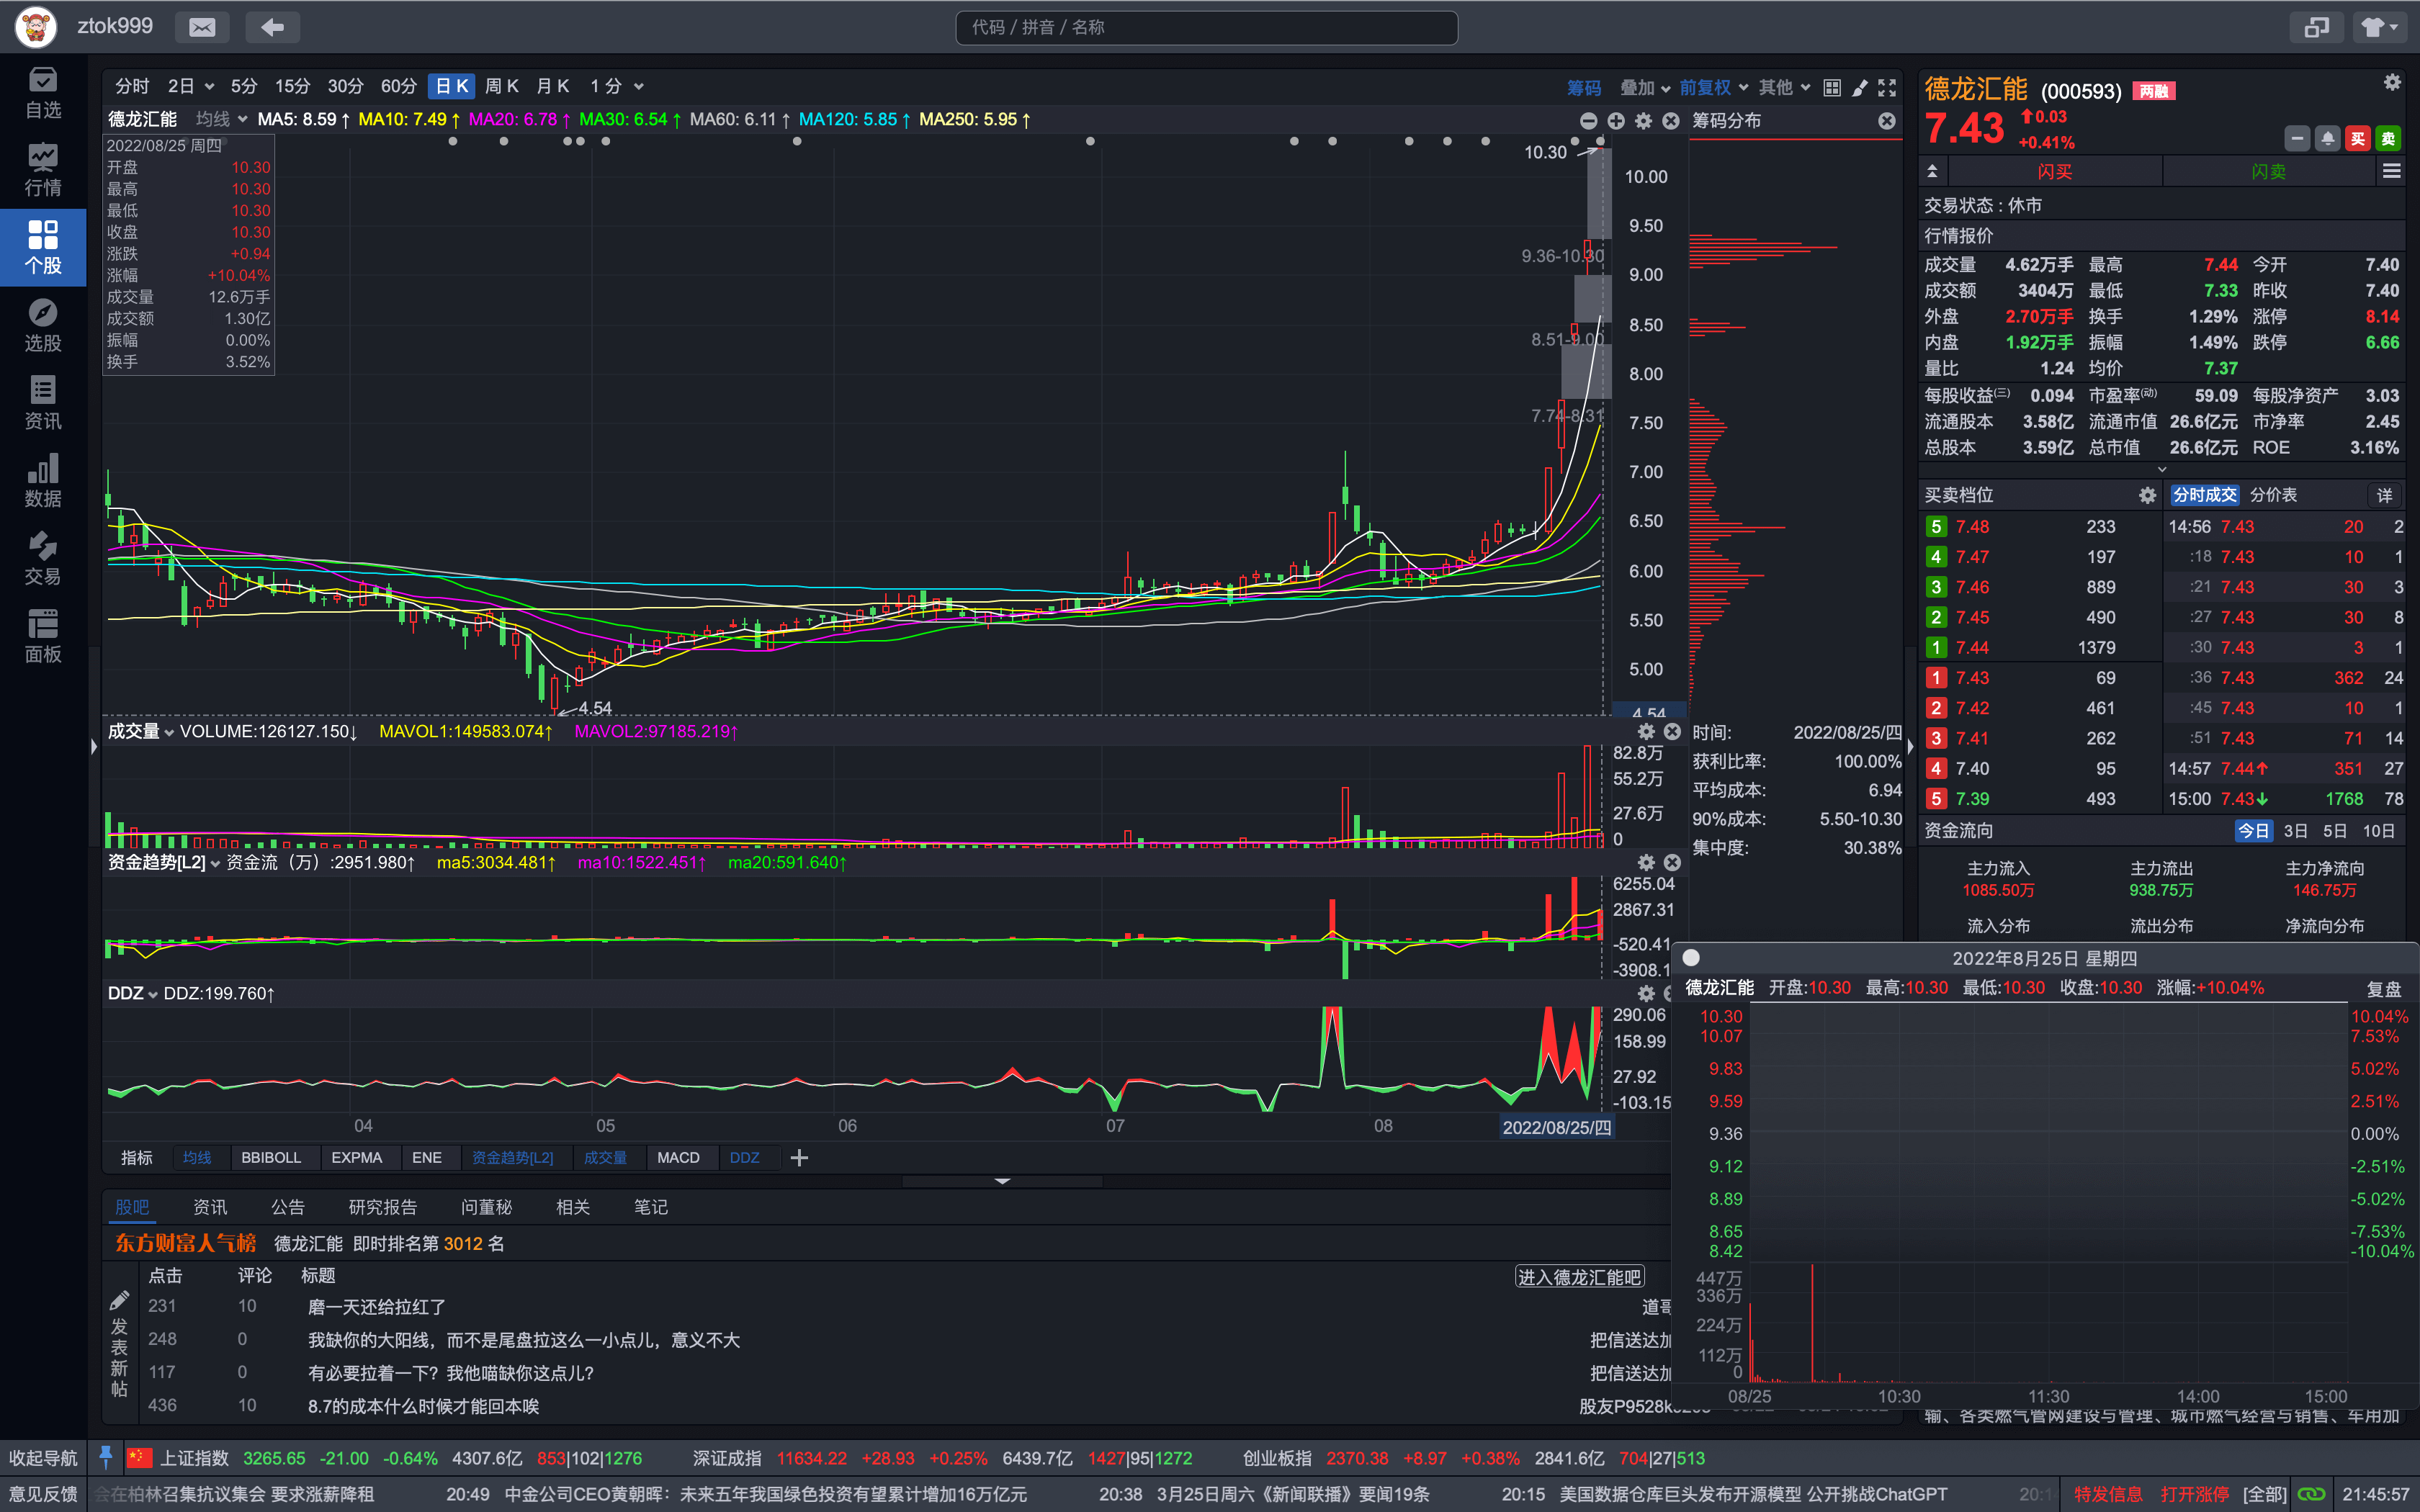 ztok999
代码 / 拼音 / 名称
自选
行情
个股
选股
资讯
数据
交易
面板
分时 2日 5分 15分 30分 60分 日K 周K 月K 1分
筹码 叠加 前复权 其他
德龙汇能 均线 MA5: 8.59↑ MA10: 7.49↑ MA20: 6.78↑ MA30: 6.54↑ MA60: 6.11↑ MA120: 5.85↑ MA250: 5.95↑
2022/08/25 周四
开盘 10.30
最高 10.30
最低 10.30
收盘 10.30
涨跌 +0.94
涨幅 +10.04%
成交量 12.6万手
成交额 1.30亿
振幅 0.00%
换手 3.52%
10.30
9.36-10.30
8.51-9.00
7.74-8.31
4.54
10.00
9.50
9.00
8.50
8.00
7.50
7.00
6.50
6.00
5.50
5.00
4.54
筹码分布
时间: 2022/08/25/四
获利比率: 100.00%
平均成本: 6.94
90%成本: 5.50-10.30
集中度: 30.38%
成交量 VOLUME:126127.150↓ MAVOL1:149583.074↑ MAVOL2:97185.219↑
82.8万
55.2万
27.6万
0
资金趋势[L2] 资金流（万）:2951.980↑ ma5:3034.481↑ ma10:1522.451↑ ma20:591.640↑
6255.04
2867.31
-520.41
-3908.1
DDZ DDZ:199.760↑
290.06
158.99
27.92
-103.15
04 05 06 07 08 2022/08/25/四
指标 均线 BBIBOLL EXPMA ENE 资金趋势[L2] 成交量 MACD DDZ
股吧 资讯 公告 研究报告 问董秘 相关 笔记
东方财富人气榜 德龙汇能 即时排名第 3012 名
点击 评论 标题 进入德龙汇能吧
发表新帖
231 10 磨一天还给拉红了 道哥
248 0 我缺你的大阳线，而不是尾盘拉这么一小点儿，意义不大 把信送达加
117 0 有必要拉着一下？我他喵缺你这点儿？ 把信送达加
436 10 8.7的成本什么时候才能回本唉 股友P9528k
德龙汇能 (000593) 两融
7.43 0.03
+0.41%
买 卖
闪买 闪卖
交易状态 : 休市
行情报价
成交量 4.62万手 最高 7.44 今开 7.40
成交额 3404万 最低 7.33 昨收 7.40
外盘 2.70万手 换手 1.29% 涨停 8.14
内盘 1.92万手 振幅 1.49% 跌停 6.66
量比 1.24 均价 7.37
每股收益(三) 0.094 市盈率(动) 59.09 每股净资产 3.03
流通股本 3.58亿 流通市值 26.6亿元 市净率 2.45
总股本 3.59亿 总市值 26.6亿元 ROE 3.16%
买卖档位 分时成交 分价表 详
5 7.48 233 14:56 7.43 20 2
4 7.47 197 :18 7.43 10 1
3 7.46 889 :21 7.43 30 3
2 7.45 490 :27 7.43 30 8
1 7.44 1379 :30 7.43 3 1
1 7.43 69 :36 7.43 362 24
2 7.42 461 :45 7.43 10 1
3 7.41 262 :51 7.43 71 14
4 7.40 95 14:57 7.44↑ 351 27
5 7.39 493 15:00 7.43↓ 1768 78
资金流向 今日 3日 5日 10日
主力流入 主力流出 主力净流向
1085.50万 938.75万 146.75万
流入分布 流出分布 净流向分布
2022年8月25日 星期四
德龙汇能 开盘:10.30 最高:10.30 最低:10.30 收盘:10.30 涨幅:+10.04% 复盘
10.30 10.04%
10.07 7.53%
9.83 5.02%
9.59 2.51%
9.36 0.00%
9.12 -2.51%
8.89 -5.02%
8.65 -7.53%
8.42 -10.04%
447万
336万
224万
112万
0
08/25 10:30 11:30 14:00 15:00
输、各类燃气管网建设与管理、城市燃气经营与销售、车用加
收起导航 上证指数 3265.65 -21.00 -0.64% 4307.6亿 853|102|1276 深证成指 11634.22 +28.93 +0.25% 6439.7亿 1427|95|1272 创业板指 2370.38 +8.97 +0.38% 2841.6亿 704|27|513
意见反馈 会在柏林召集抗议集会 要求涨薪降租 20:49 中金公司CEO黄朝晖：未来五年我国绿色投资有望累计增加16万亿元 20:38 3月25日周六《新闻联播》要闻19条 20:15 美国数据仓库巨头发布开源模型 公开挑战ChatGPT 特发信息 打开涨停 [全部] 21:45:57